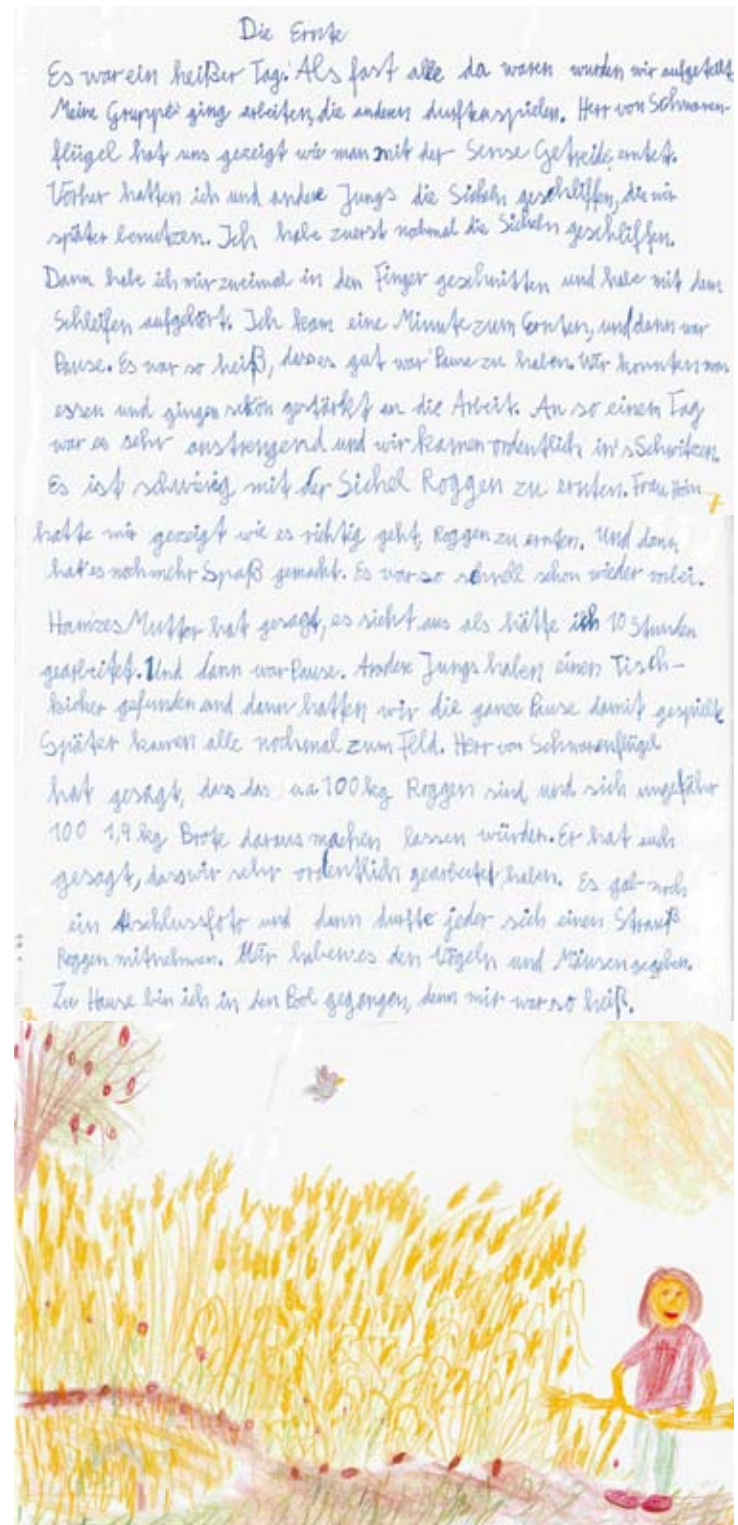 Die Ernte
Es war ein heißer Tag. Als fast alle da waren wurden wir aufgeteilt.
Meine Gruppe ging arbeiten, die anderen durften spielen. Herr von Schwaren-
flügel hat uns gezeigt wie man mit der Sense Getreide erntet.
Vorher hatten ich und andere Jungs die Sicheln geschliffen, die wir
später benutzen. Ich habe zuerst nochmal die Sicheln geschliffen.
Dann habe ich mir zweimal in den Finger geschnitten und habe mit dem
Schleifen aufgehört. Ich kam eine Minute zum Ernten, und dann war
Pause. Es war so heiß, dass es gut war Pause zu haben. Wir konnten was
essen und gingen schön gestärkt an die Arbeit. An so einem Tag
war es sehr anstrengend und wir kamen ordentlich in's Schwitzen.
Es ist schwierig mit der Sichel Roggen zu ernten. Frau
hatte mir gezeigt wie es richtig geht, Roggen zu ernten. Und dann
hat es noch mehr Spaß gemacht. Es war so schnell schon wieder vorbei.
Mutter hat gesagt, es sieht aus als hätte ich 10 Stunden
gearbeitet. Und dann war Pause. Andere Jungs haben einen Tisch-
kicker gefunden und dann hatten wir die ganze Pause damit gespielt.
Später kamen alle nochmal zum Feld. Herr von Schwarenflügel
hat gesagt, dass das ca 100 kg Roggen sind und sich ungefähr
100 1,9 kg Brote daraus machen lassen würden. Er hat auch
gesagt, dass wir sehr ordentlich gearbeitet haben. Es gab noch
ein Abschlussfoto und dann durfte jeder sich einen Strauß
Roggen mitnehmen. Wir haben es den Vögeln und Mäusen gegeben.
Zu Hause bin ich in den Pool gegangen, denn mir war so heiß.